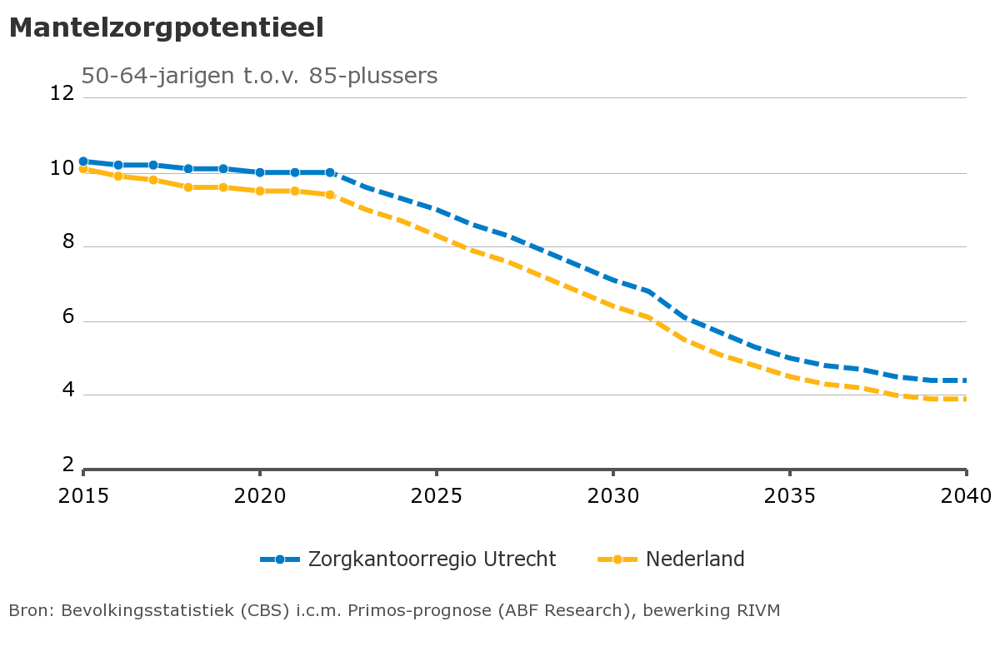 Mantelzorgpotentieel
50-64-jarigen t.o.v. 85-plussers
12
10
8
6
4
2
2015 2020 2025 2030 2035 2040
Zorgkantoorregio Utrecht Nederland
Bron: Bevolkingsstatistiek (CBS) i.c.m. Primos-prognose (ABF Research), bewerking RIVM